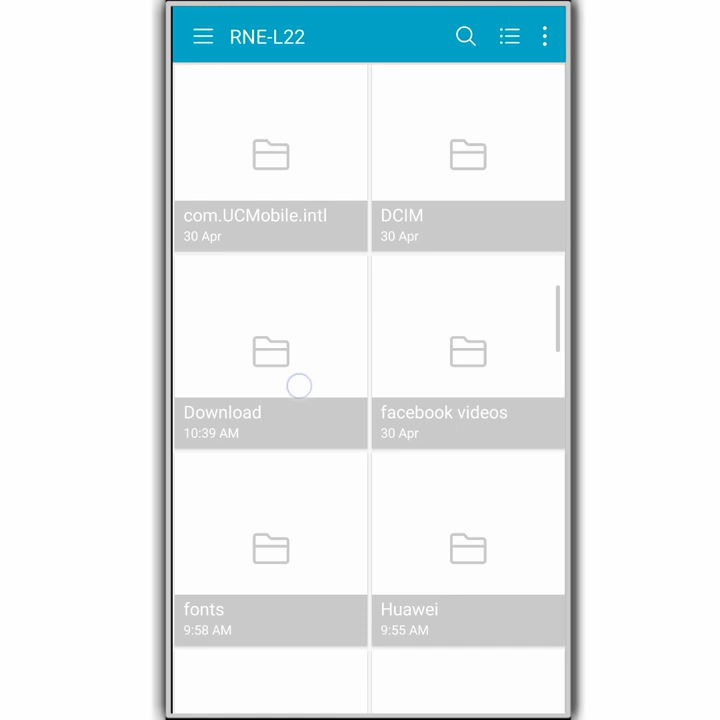 RNE-L22
com.UCMobile.intl
30 Apr
DCIM
30 Apr
Download
10:39 AM
facebook videos
30 Apr
fonts
9:58 AM
Huawei
9:55 AM